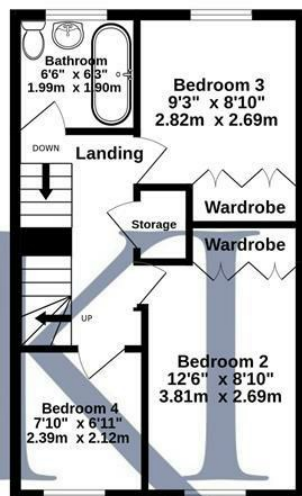 Bathroom
6'6" x 6'3"
1.99m x 1.90m
Bedroom 3
9'3" x 8'10"
2.82m x 2.69m
DOWN
Landing
Wardrobe
Storage
Wardrobe
UP
Bedroom 2
12'6" x 8'10"
3.81m x 2.69m
Bedroom 4
7'10" x 6'11"
2.39m x 2.12m